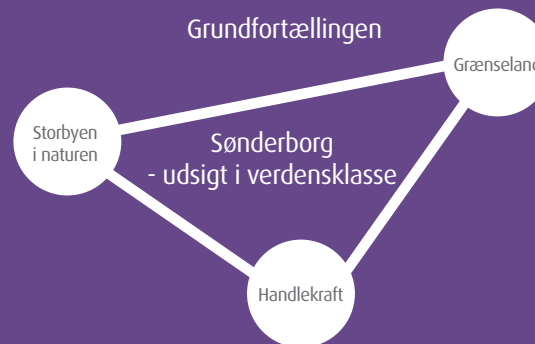 Grundfortællingen
Grænseland
Storbyen
i naturen
Sønderborg
- udsigt i verdensklasse
Handlekraft